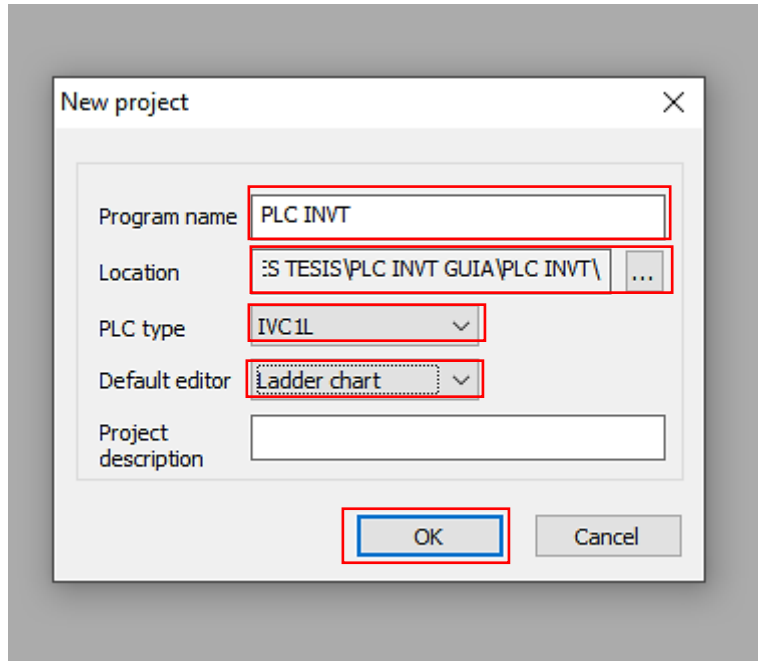 New project
Program name PLC INVT
Location ES TESIS\PLC INVT GUIA\PLC INVT\ ...
PLC type IVC1L
Default editor Ladder chart
Project
description
OK Cancel